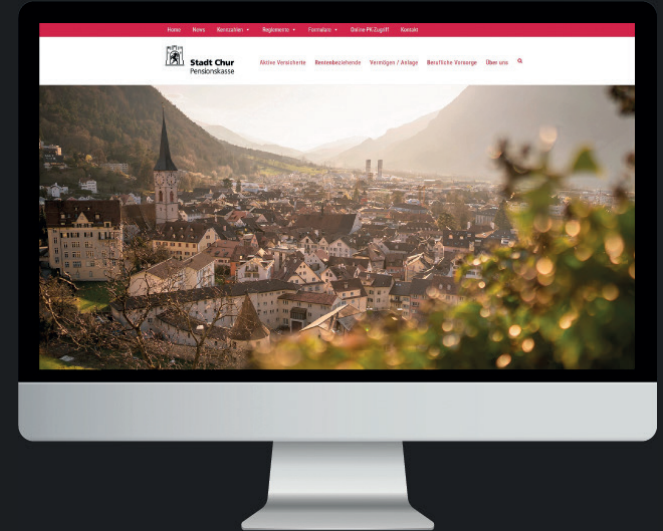 Home News Kennzahlen Reglemente Formulare Online-PK-Zugriff Kontakt
Stadt Chur
Pensionskasse
Aktive Versicherte Rentenbeziehende Vermögen / Anlage Berufliche Vorsorge Über uns